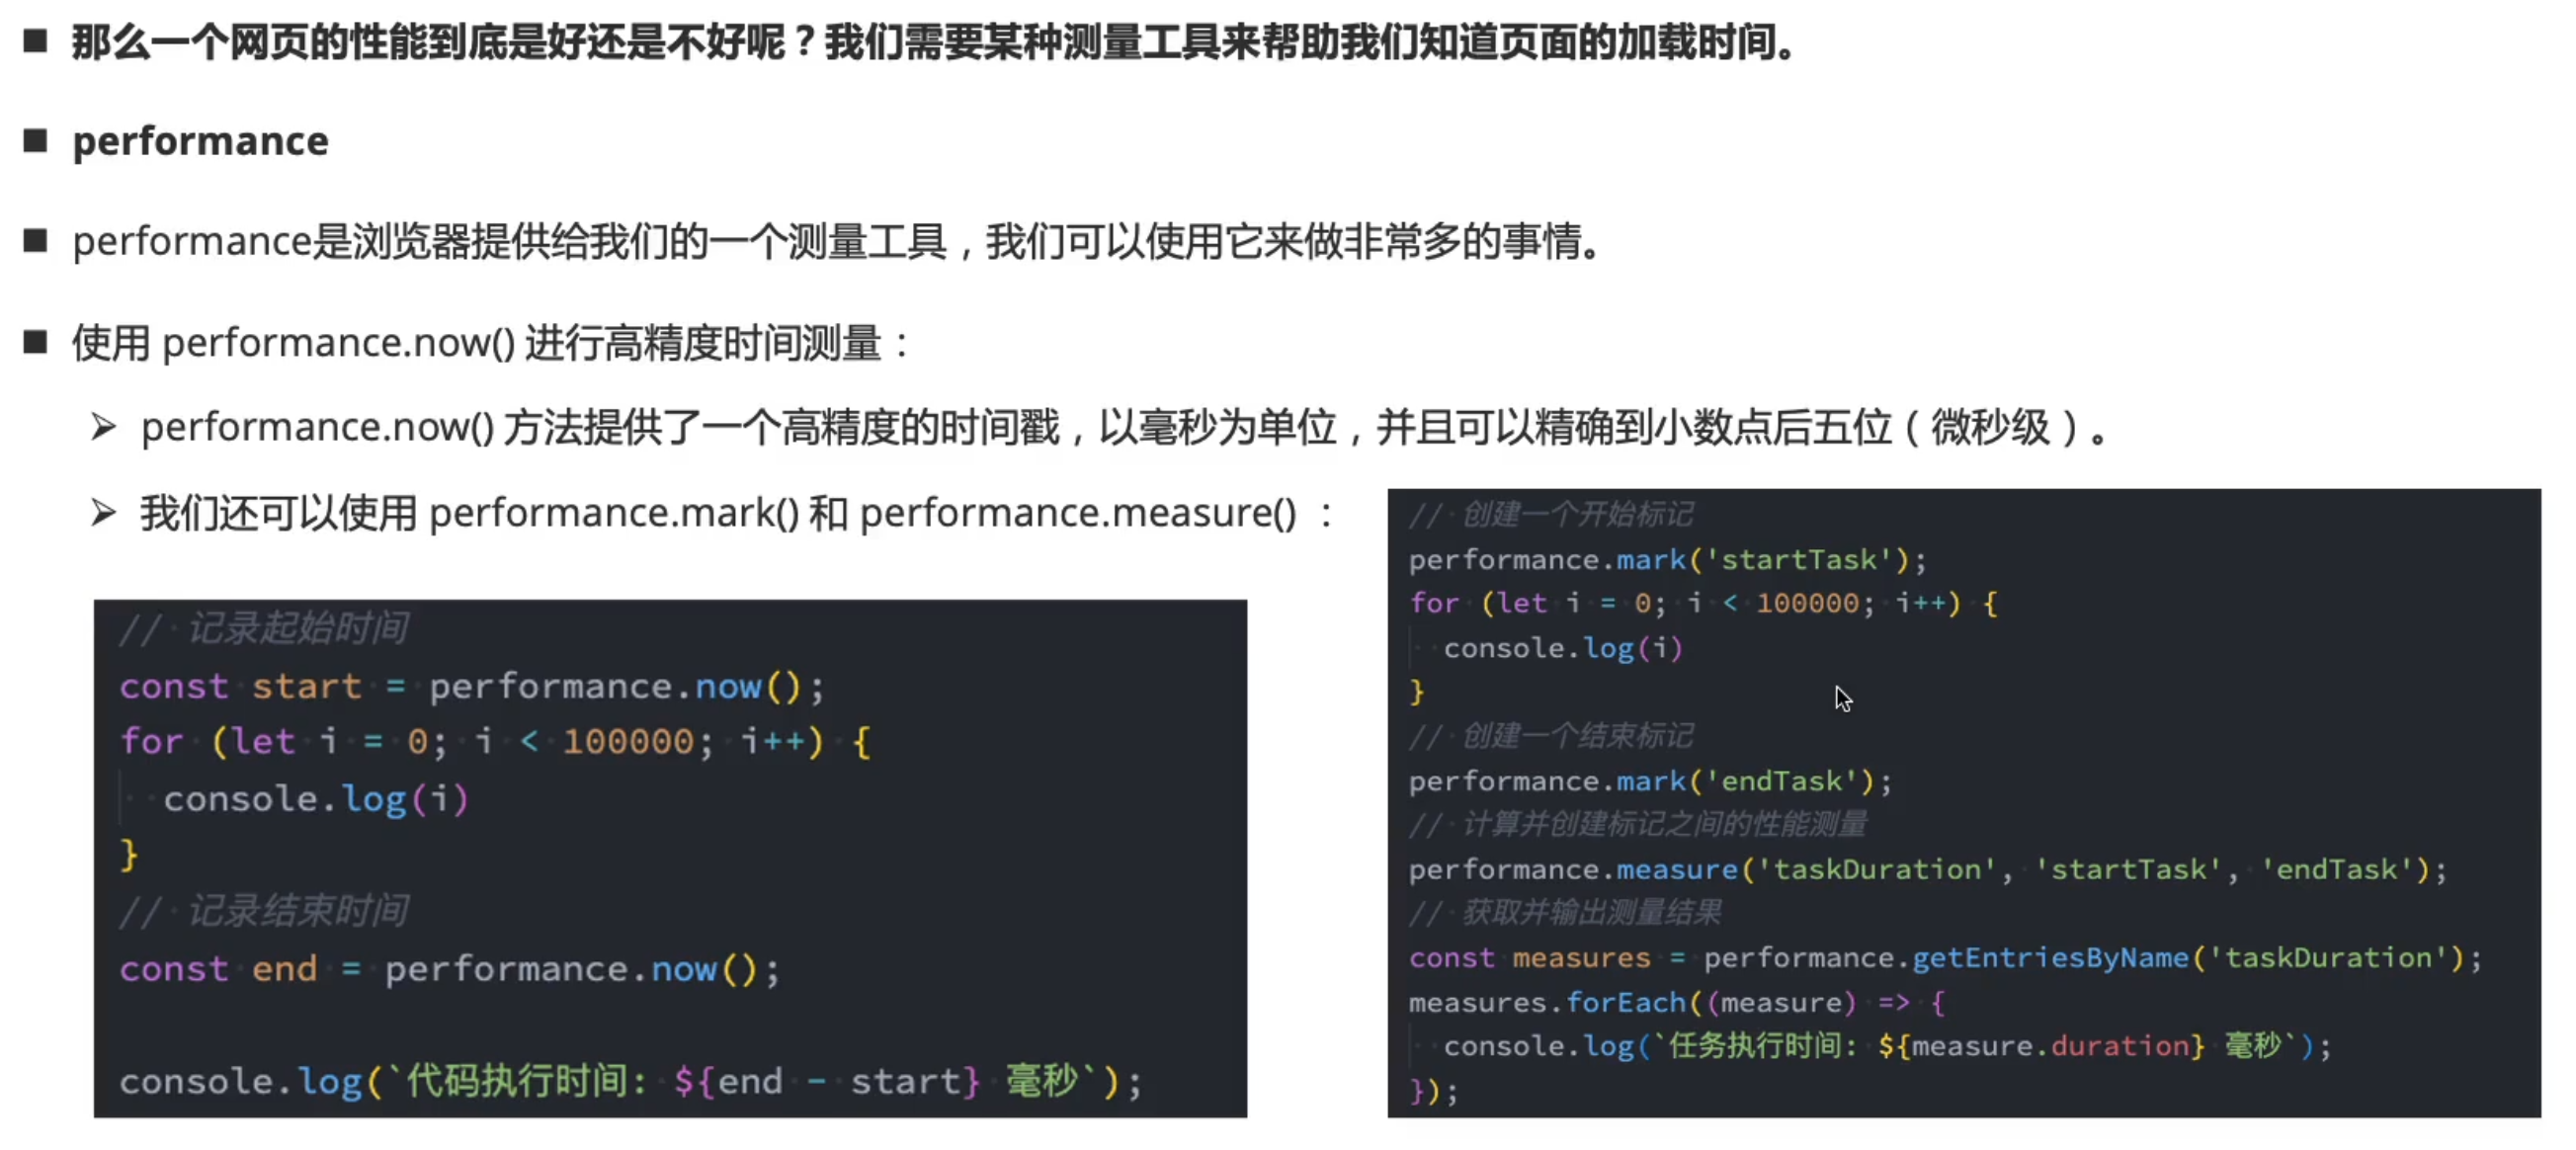 ■ 那么一个网页的性能到底是好还是不好呢？我们需要某种测量工具来帮助我们知道页面的加载时间。
■ performance
■ performance是浏览器提供给我们的一个测量工具，我们可以使用它来做非常多的事情。
■ 使用 performance.now() 进行高精度时间测量：
➢ performance.now() 方法提供了一个高精度的时间戳，以毫秒为单位，并且可以精确到小数点后五位（微秒级）。
➢ 我们还可以使用 performance.mark() 和 performance.measure() ：
// 记录起始时间
const start = performance.now();
for (let i = 0; i < 100000; i++) {
  console.log(i)
}
// 记录结束时间
const end = performance.now();
console.log(`代码执行时间: ${end - start} 毫秒`);
// 创建一个开始标记
performance.mark('startTask');
for (let i = 0; i < 100000; i++) {
  console.log(i)
}
// 创建一个结束标记
performance.mark('endTask');
// 计算并创建标记之间的性能测量
performance.measure('taskDuration', 'startTask', 'endTask');
// 获取并输出测量结果
const measures = performance.getEntriesByName('taskDuration');
measures.forEach((measure) => {
  console.log(`任务执行时间: ${measure.duration} 毫秒`);
});